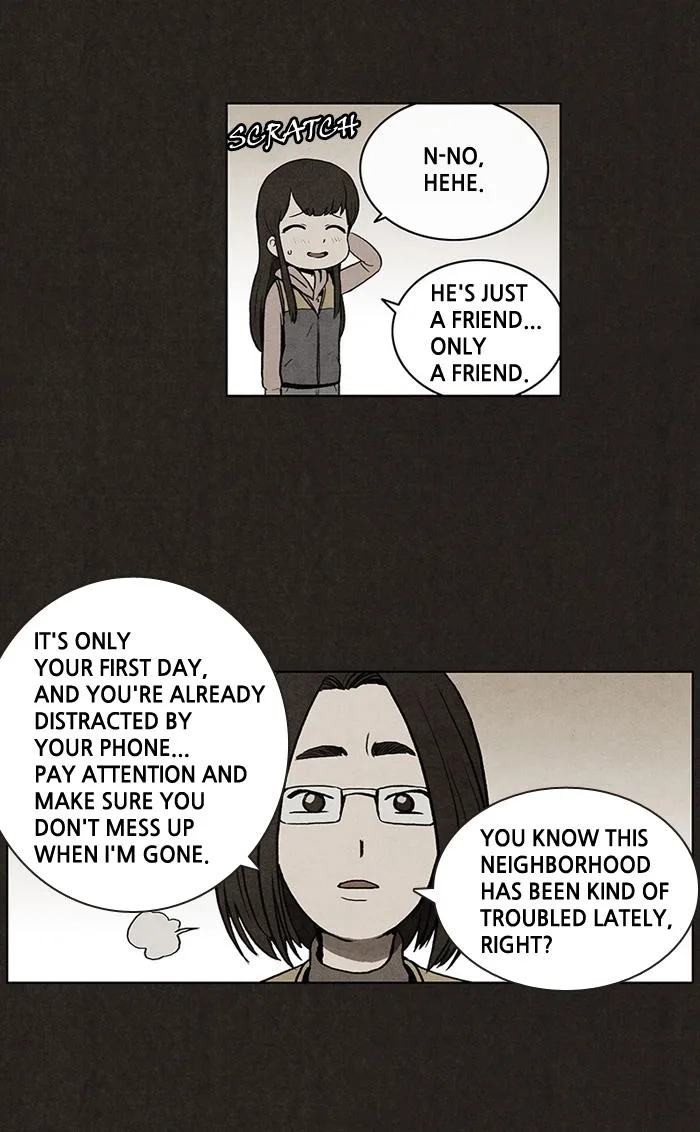 SCRATCH
N-NO,
HEHE.
HE'S JUST
A FRIEND...
ONLY
A FRIEND.
IT'S ONLY
YOUR FIRST DAY,
AND YOU'RE ALREADY
DISTRACTED BY
YOUR PHONE...
PAY ATTENTION AND
MAKE SURE YOU
DON'T MESS UP
WHEN I'M GONE.
YOU KNOW THIS
NEIGHBORHOOD
HAS BEEN KIND OF
TROUBLED LATELY,
RIGHT?